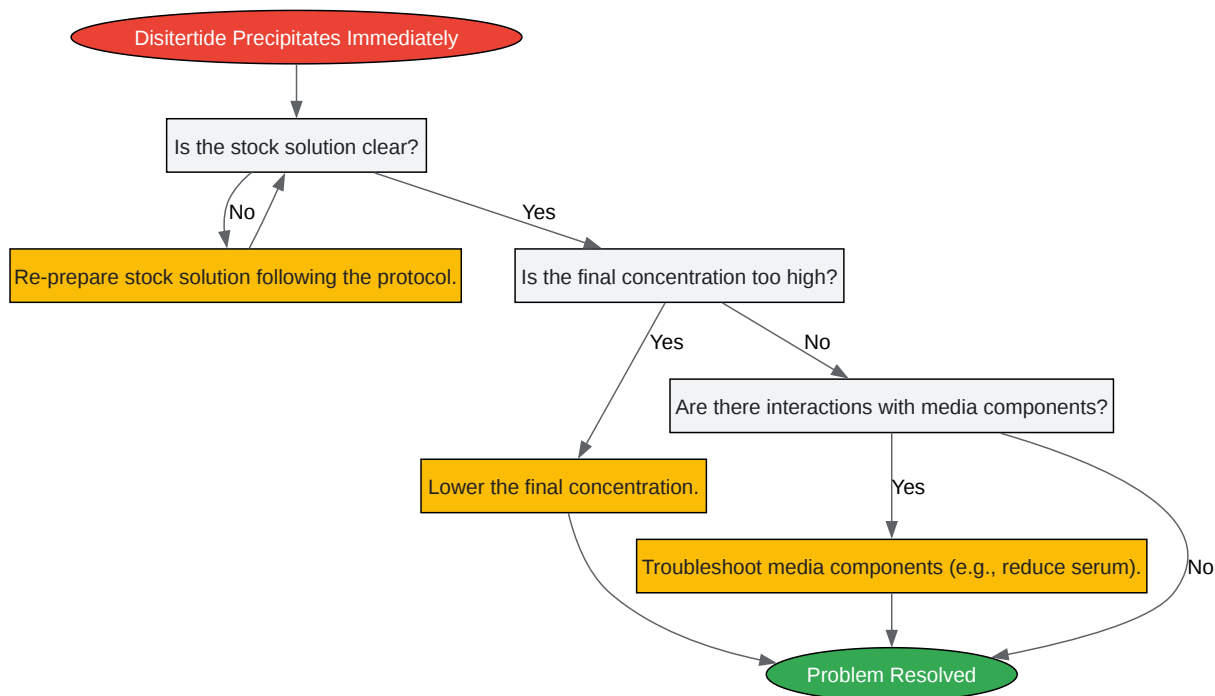 Disitertide Precipitates Immediately
Is the stock solution clear?
No
Yes
Re-prepare stock solution following the protocol.
Is the final concentration too high?
Yes
No
Are there interactions with media components?
Lower the final concentration.
Yes
Troubleshoot media components (e.g., reduce serum).
No
Problem Resolved